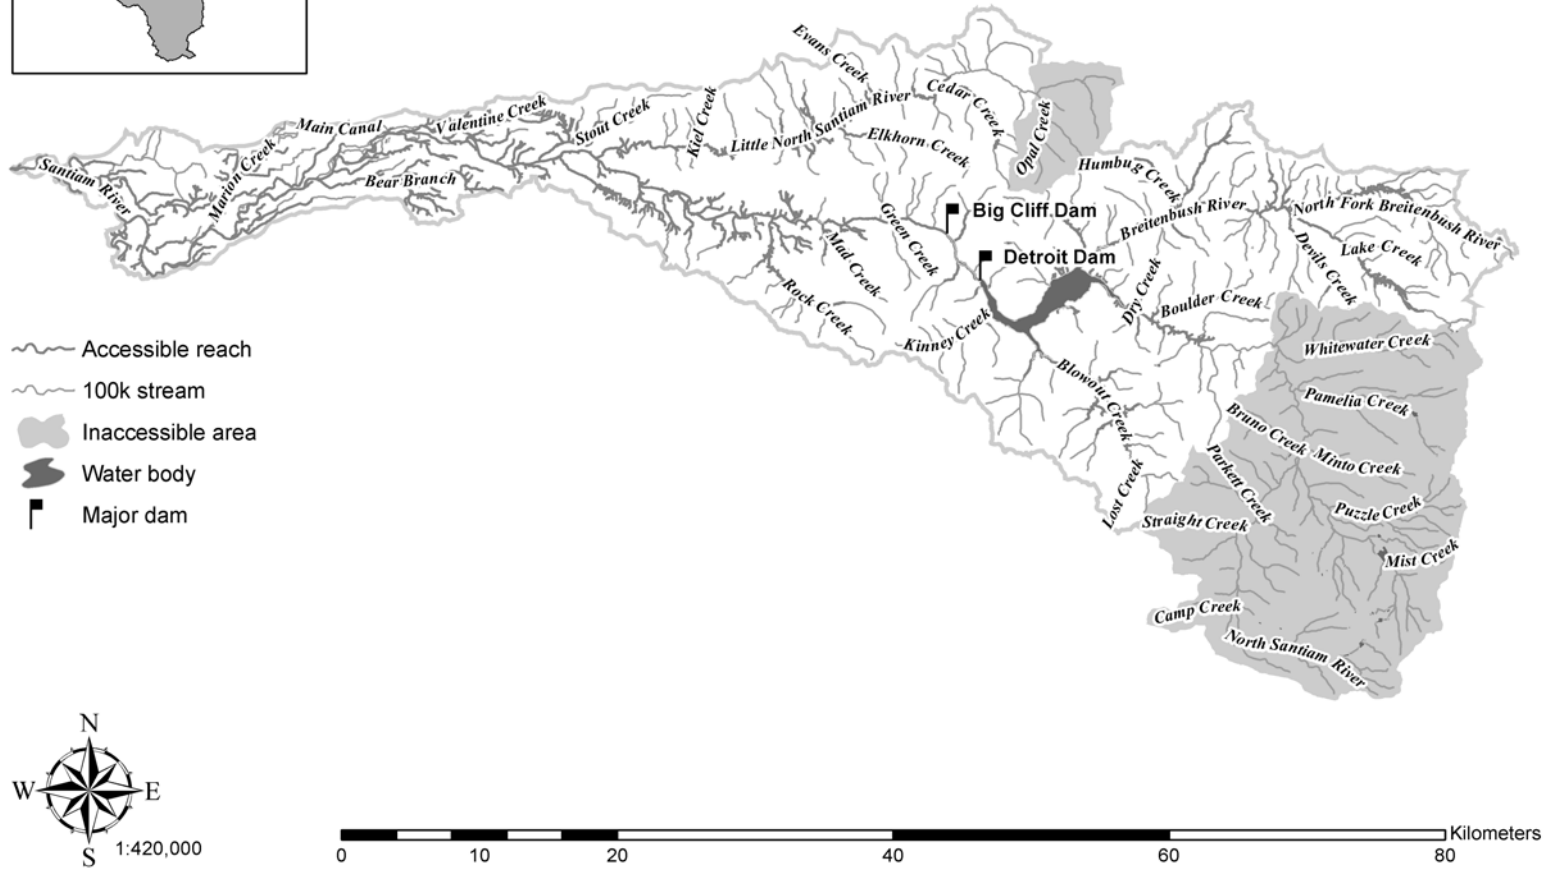 Evans Creek
Cedar Creek
Opal Creek
Kiel Creek
Little North Santiam River
Elkhorn Creek
Stout Creek
Valentine Creek
Main Canal
Marion Creek
Santiam River
Bear Branch
Humbug Creek
Breitenbush River
North Fork Breitenbush River
Big Cliff Dam
Green Creek
Detroit Dam
Mad Creek
Rock Creek
Kinney Creek
Dry Creek
Boulder Creek
Devils Creek
Lake Creek
Whitewater Creek
Pamelia Creek
Blowout Creek
Bruno Creek
Minto Creek
Parkett Creek
Lost Creek
Straight Creek
Puzzle Creek
Mist Creek
Camp Creek
North Santiam River
Accessible reach
100k stream
Inaccessible area
Water body
Major dam
N
W
E
S
1:420,000
Kilometers
0
10
20
40
60
80